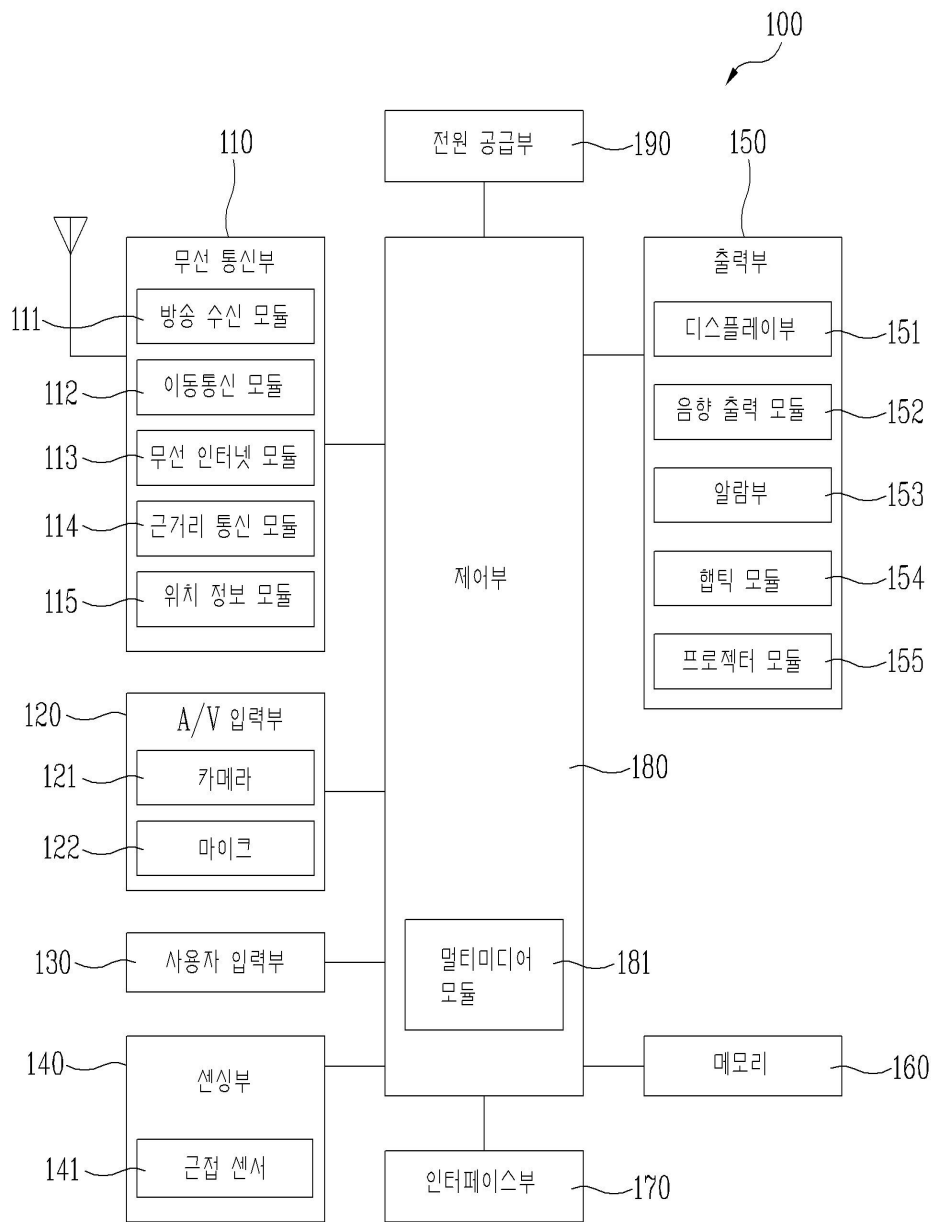 100
전원 공급부
190
110
무선 통신부
111
방송 수신 모듈
112
이동통신 모듈
113
무선 인터넷 모듈
114
근거리 통신 모듈
115
위치 정보 모듈
120
A/V 입력부
121
카메라
122
마이크
130
사용자 입력부
140
센싱부
141
근접 센서
제어부
180
멀티미디어
모듈
181
150
출력부
디스플레이부
151
음향 출력 모듈
152
알람부
153
햅틱 모듈
154
프로젝터 모듈
155
메모리
160
인터페이스부
170